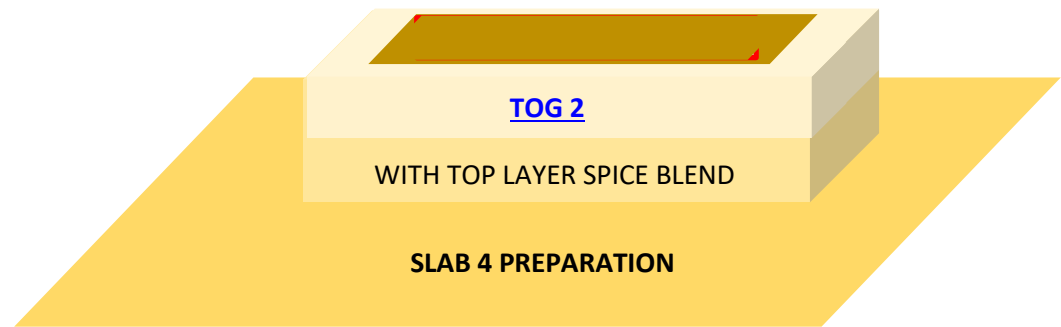 TOG 2
WITH TOP LAYER SPICE BLEND
SLAB 4 PREPARATION